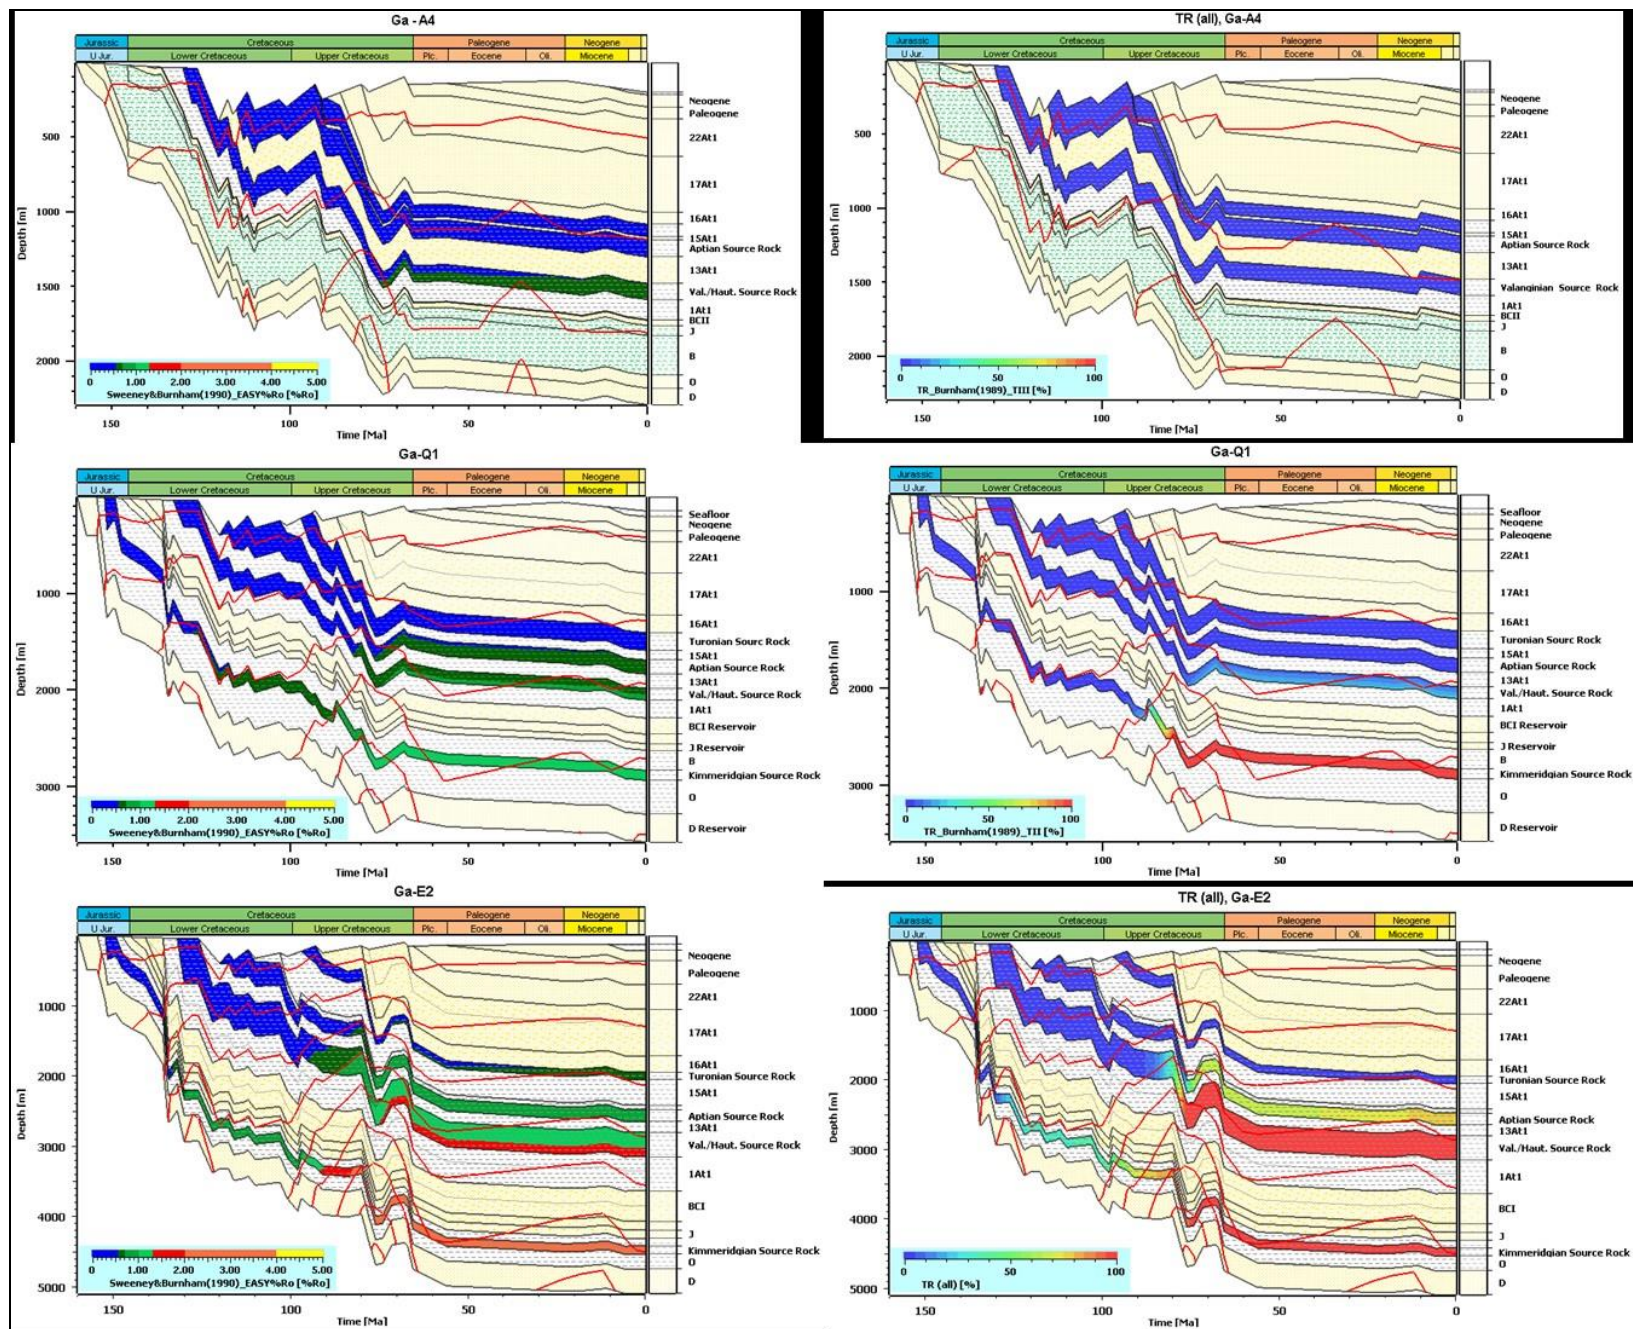 Ga - A4
Jurassic Cretaceous Paleogene Neogene
U Jur. Lower Cretaceous Upper Cretaceous Plc. Eocene Oli. Miocene
Depth [m]
500
1000
1500
2000
Neogene
Paleogene
22At1
17At1
16At1
15At1
Aptian Source Rock
13At1
Val./Haut. Source Rock
1At1
BCII
J
B
O
D
0 1.00 2.00 3.00 4.00 5.00
Sweeney&Burnham(1990)_EASY%Ro [%Ro]
150 100 50 0
Time [Ma]
TR (all), Ga-A4
Jurassic Cretaceous Paleogene Neogene
U Jur. Lower Cretaceous Upper Cretaceous Plc. Eocene Oli. Miocene
Depth [m]
500
1000
1500
2000
Neogene
Paleogene
22At1
17At1
16At1
15At1
Aptian Source Rock
13At1
Valanginian Source Rock
1At1
BCII
J
B
O
D
0 50 100
TR_Burnham(1989)_TIII [%]
150 100 50 0
Time [Ma]
Ga-Q1
Jurassic Cretaceous Paleogene Neogene
U Jur. Lower Cretaceous Upper Cretaceous Plc. Eocene Oli. Miocene
Depth [m]
1000
2000
3000
Seafloor
Neogene
Paleogene
22At1
17At1
16At1
Turonian Sourc Rock
15At1
Aptian Source Rock
13At1
Val./Haut. Source Rock
1At1
BCI Reservoir
J Reservoir
B
Kimmeridgian Source Rock
O
D Reservoir
0 1.00 2.00 3.00 4.00 5.00
Sweeney&Burnham(1990)_EASY%Ro [%Ro]
150 100 50 0
Time [Ma]
Ga-Q1
Jurassic Cretaceous Paleogene Neogene
U Jur. Lower Cretaceous Upper Cretaceous Plc. Eocene Oli. Miocene
Depth [m]
1000
2000
3000
Seafloor
Neogene
Paleogene
22At1
17At1
16At1
Turonian Sourc Rock
15At1
Aptian Source Rock
13At1
Val./Haut. Source Rock
1At1
BCI Reservoir
J Reservoir
B
Kimmeridgian Source Rock
O
D Reservoir
0 50 100
TR_Burnham(1989)_TII [%]
150 100 50 0
Time [Ma]
Ga-E2
Jurassic Cretaceous Paleogene Neogene
U Jur. Lower Cretaceous Upper Cretaceous Plc. Eocene Oli. Miocene
Depth [m]
1000
2000
3000
4000
5000
Neogene
Paleogene
22At1
17At1
16At1
Turonian Source Rock
15At1
Aptian Source Rock
13At1
Val./Haut. Source Rock
1At1
BCI
J
Kimmeridgian Source Rock
O
D
0 1.00 2.00 3.00 4.00 5.00
Sweeney&Burnham(1990)_EASY%Ro [%Ro]
150 100 50 0
Time [Ma]
TR (all), Ga-E2
Jurassic Cretaceous Paleogene Neogene
U Jur. Lower Cretaceous Upper Cretaceous Plc. Eocene Oli. Miocene
Depth [m]
1000
2000
3000
4000
5000
Neogene
Paleogene
22At1
17At1
16At1
Turonian Source Rock
15At1
Aptian Source Rock
13At1
Val./Haut. Source Rock
1At1
BCI
J
Kimmeridgian Source Rock
O
D
0 50 100
TR (all) [%]
150 100 50 0
Time [Ma]